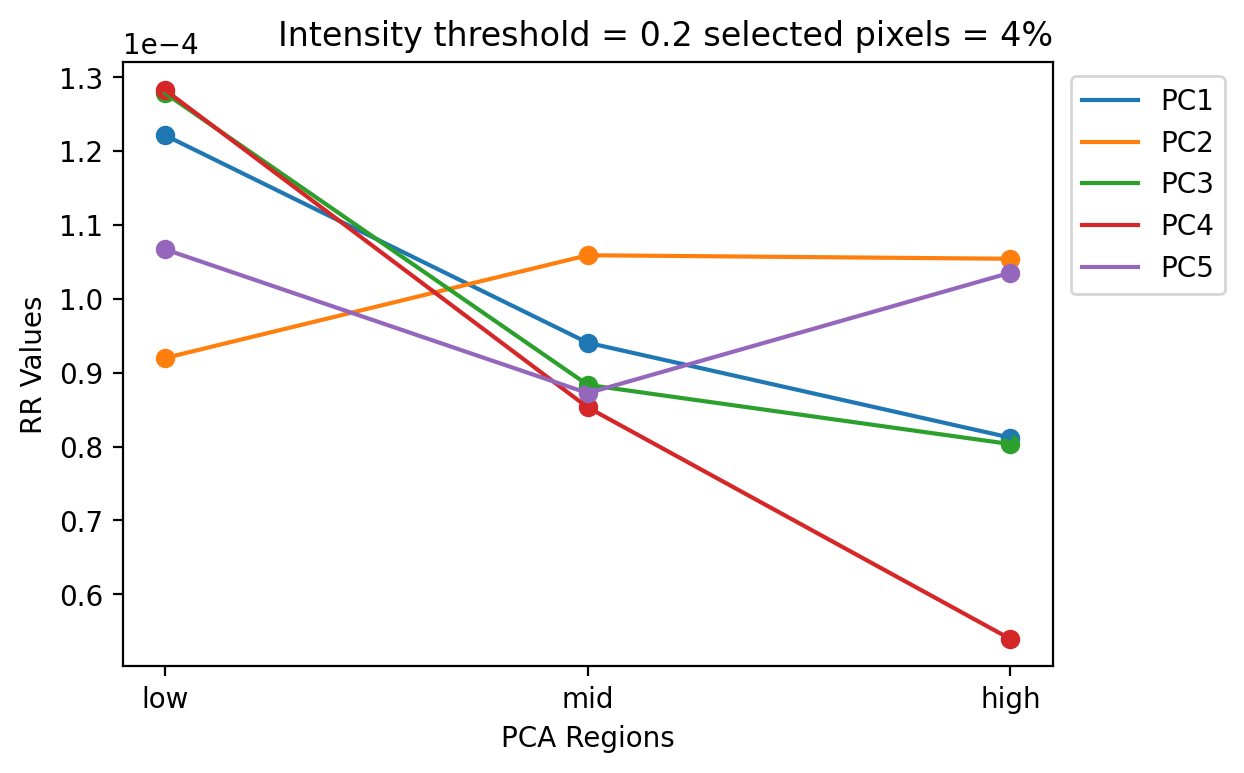 Intensity threshold = 0.2 selected pixels = 4%
1e−4
1.3
1.2
1.1
1.0
0.9
0.8
0.7
0.6
RR Values
low mid high
PCA Regions
PC1
PC2
PC3
PC4
PC5